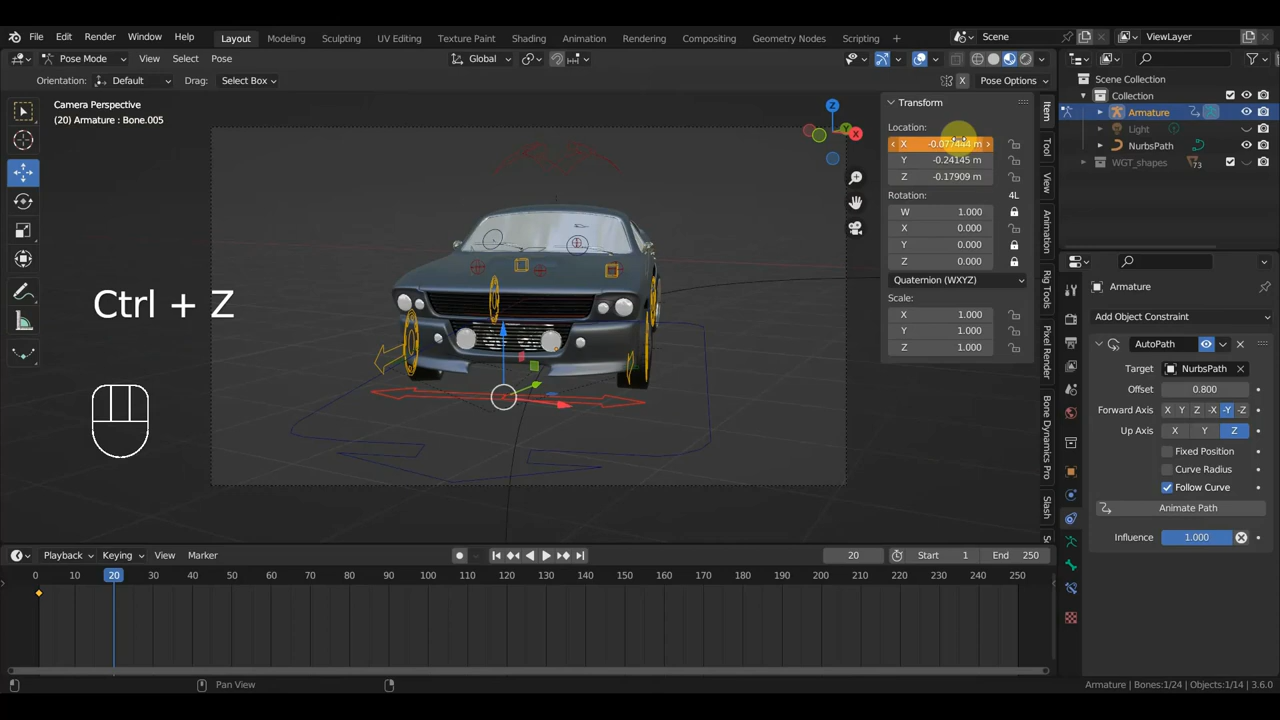 File Edit Render Window Help Layout Modeling Sculpting UV Editing Texture Paint Shading Animation Rendering Compositing Geometry Nodes Scripting + Scene ViewLayer
Pose Mode View Select Pose Global
Orientation: Default Drag: Select Box X Pose Options
Camera Perspective
(20) Armature : Bone.005
Ctrl + Z
Z
Y
X
Transform
Location:
X -0.077444 m
Y -0.24145 m
Z -0.17909 m
Rotation: 4L
W 1.000
X 0.000
Y 0.000
Z 0.000
Quaternion (WXYZ)
Scale:
X 1.000
Y 1.000
Z 1.000
Item
Tool
View
Animation
Rig Tools
Pixel Render
Bone Dynamics Pro
Slash
Scene Collection
Collection
Armature
Light
NurbsPath
WGT_shapes 73
Armature
Add Object Constraint
AutoPath
Target NurbsPath
Offset 0.800
Forward Axis X Y Z -X -Y -Z
Up Axis X Y Z
Fixed Position
Curve Radius
Follow Curve
Animate Path
Influence 1.000
Playback Keying View Marker 20 Start 1 End 250
0 10 20 30 40 50 60 70 80 90 100 110 120 130 140 150 160 170 180 190 200 210 220 230 240 250
Pan View
Armature | Bones:1/24 | Objects:1/14 | 3.6.0